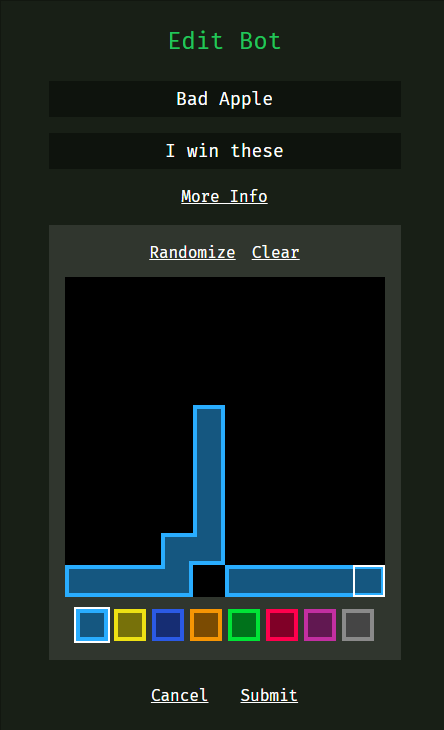 Edit Bot
Bad Apple
I win these
More Info
Randomize Clear
Cancel Submit